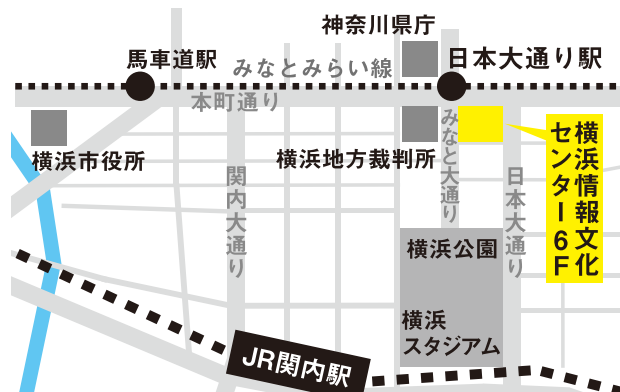 神奈川県庁
馬車道駅
みなとみらい線
日本大通り駅
本町通り
横浜市役所
横浜地方裁判所
みなと大通り
横浜情報文化
センター6F
関内大通り
日本大通り
横浜公園
横浜
スタジアム
JR関内駅